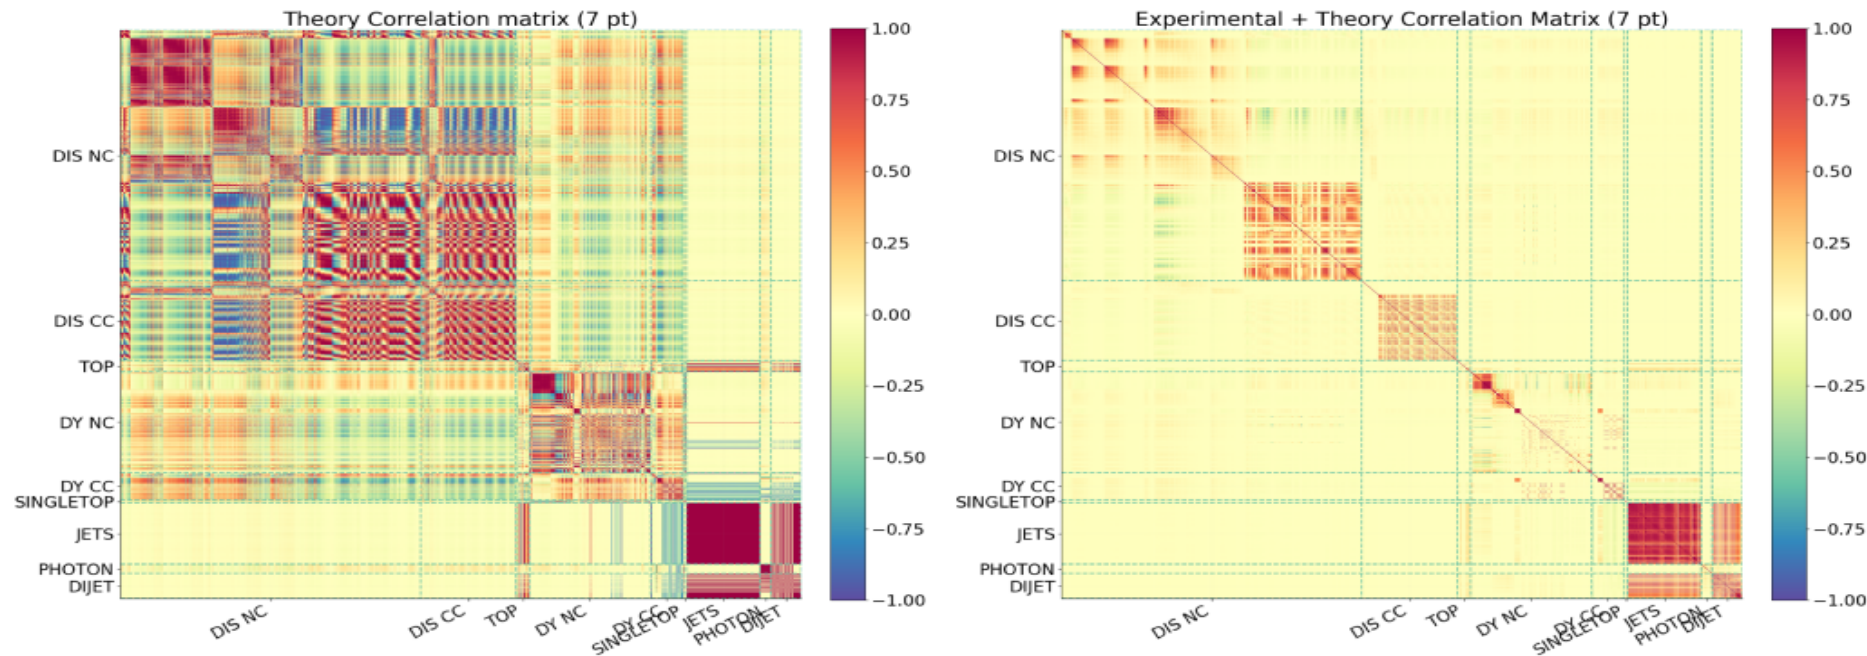 Theory Correlation matrix (7 pt)
DIS NC
DIS CC
TOP
DY NC
DY CC
SINGLETOP
JETS
PHOTON
DIJET
DIS NC
DIS CC
TOP
DY NC
DY CC
SINGLETOP
JETS
PHOTON
DIJET
1.00
0.75
0.50
0.25
0.00
−0.25
−0.50
−0.75
−1.00
Experimental + Theory Correlation Matrix (7 pt)
DIS NC
DIS CC
TOP
DY NC
DY CC
SINGLETOP
JETS
PHOTON
DIJET
DIS NC
DIS CC
TOP
DY NC
DY CC
SINGLETOP
JETS
PHOTON
DIJET
1.00
0.75
0.50
0.25
0.00
−0.25
−0.50
−0.75
−1.00